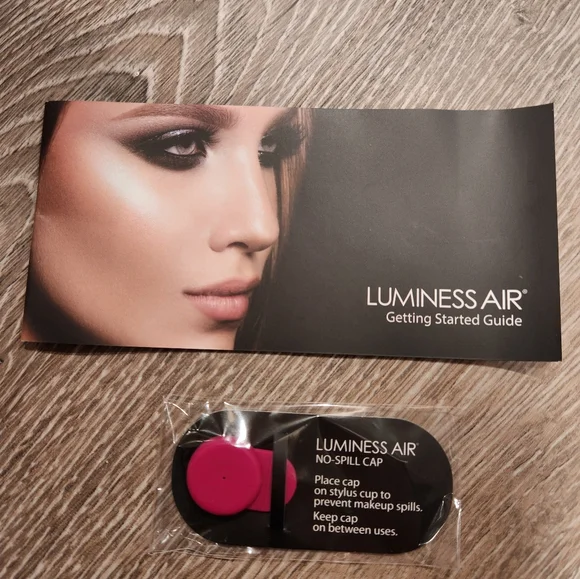 LUMINESS AIR®
Getting Started Guide
LUMINESS AIR®
NO-SPILL CAP
Place cap
on stylus cup to
prevent makeup spills.
Keep cap
on between uses.